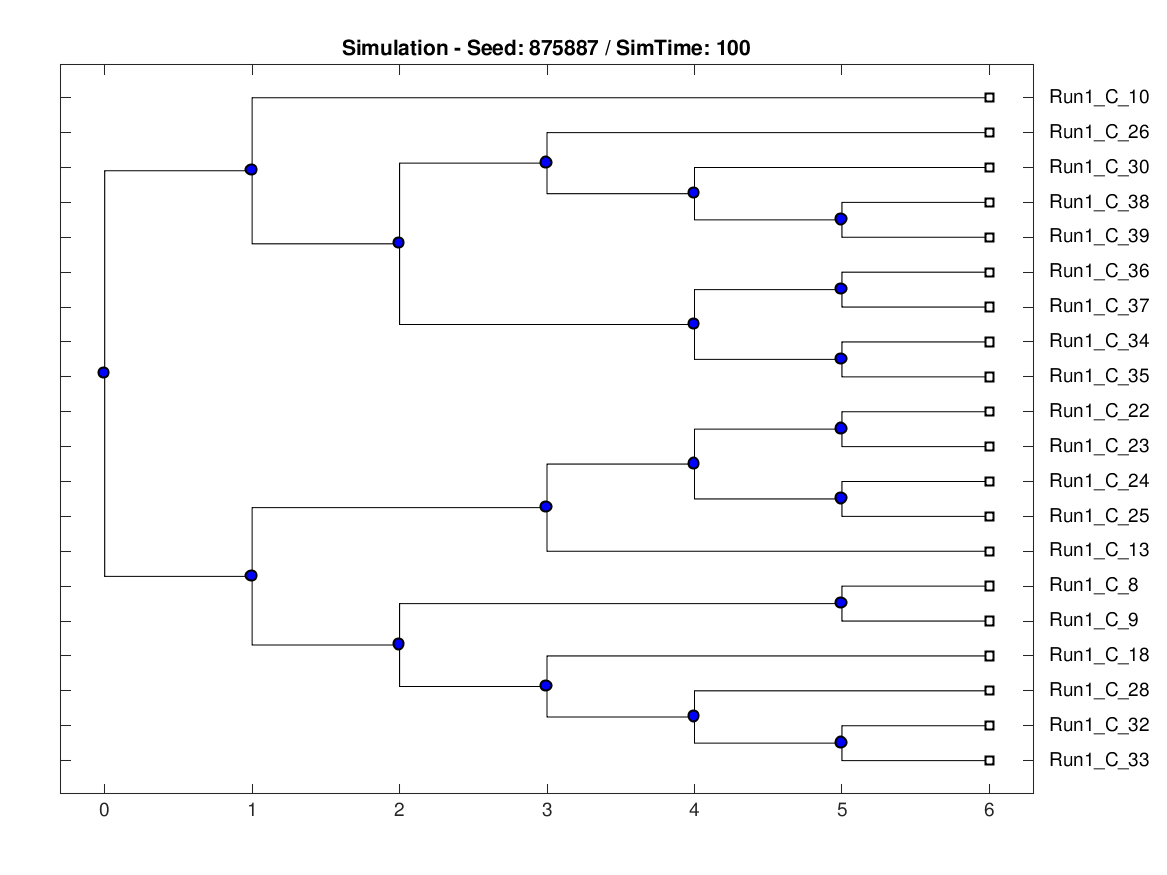 Simulation - Seed: 875887 / SimTime: 100
Run1_C_10
Run1_C_26
Run1_C_30
Run1_C_38
Run1_C_39
Run1_C_36
Run1_C_37
Run1_C_34
Run1_C_35
Run1_C_22
Run1_C_23
Run1_C_24
Run1_C_25
Run1_C_13
Run1_C_8
Run1_C_9
Run1_C_18
Run1_C_28
Run1_C_32
Run1_C_33
0 1 2 3 4 5 6